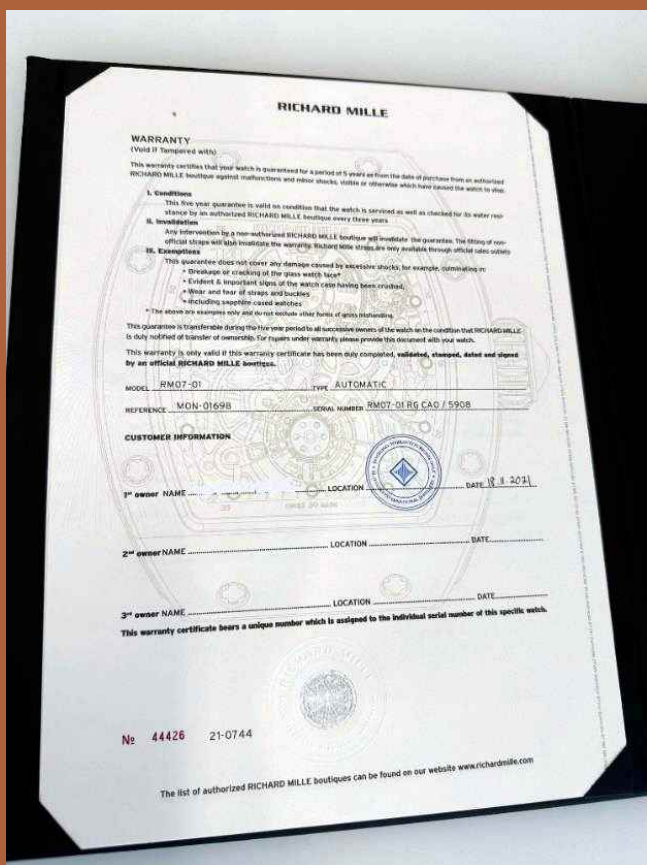 RICHARD MILLE
WARRANTY
(Void if Tampered with)
This warranty certifies that your watch is guaranteed for a period of 5 years as from the date of purchase from an authorized
RICHARD MILLE boutique against malfunctions and minor shocks, visible or otherwise which have caused the watch to stop.
I. Conditions
This five year guarantee is valid on condition that the watch is serviced as well as checked for its water resi-
stance by an authorized RICHARD MILLE boutique every three years
II. Invalidation
Any intervention by a non-authorized RICHARD MILLE boutique will invalidate the guarantee. The fitting of non-
official straps will also invalidate the warranty. Richard Mille straps are only available through official sales outlets
III. Exemptions
This guarantee does not cover any damage caused by excessive shocks, for example, culminating in:
• Breakage or cracking of the glass watch face*
• Evident & important signs of the watch case having been crushed,
• Wear and tear of straps and buckles
• Including sapphire cased watches
* The above are examples only and do not exclude other forms of gross mishandling.
This guarantee is transferable during the five year period to all successive owners of the watch on the condition that RICHARD MILLE
is duly notified of transfer of ownership. For repairs under warranty please provide this document with your watch.
This warranty is only valid if this warranty certificate has been duly completed, validated, stamped, dated and signed
by an official RICHARD MILLE boutique.
MODEL RM07-01 TYPE AUTOMATIC
REFERENCE MON-01698 SERIAL NUMBER RM07-01 RG CAO / 5908
CUSTOMER INFORMATION
1st owner NAME LOCATION DATE 18.11.2021
2nd owner NAME LOCATION DATE
3rd owner NAME LOCATION DATE
This warranty certificate bears a unique number which is assigned to the individual serial number of this specific watch.
RICHARD MILLE
№ 44426 21-0744
The list of authorized RICHARD MILLE boutiques can be found on our website www.richardmille.com